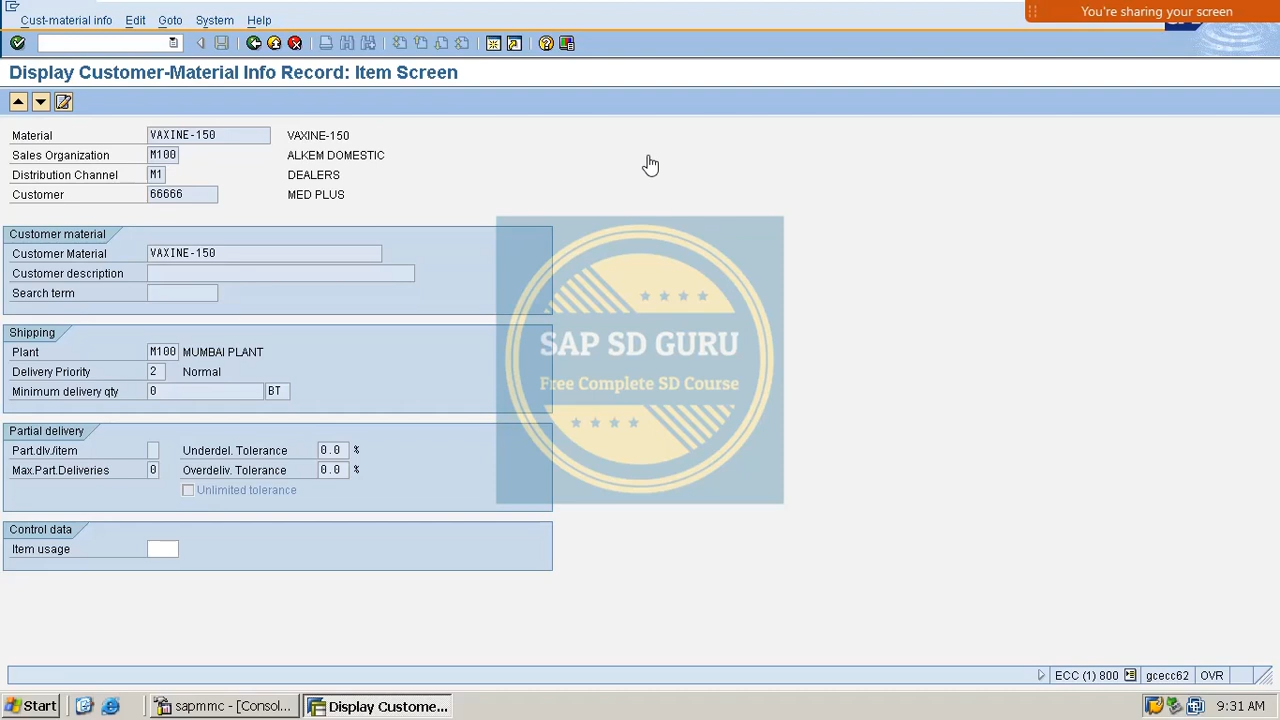 You're sharing your screen
Cust-material info Edit Goto System Help
Display Customer-Material Info Record: Item Screen
Material VAXINE-150 VAXINE-150
Sales Organization M100 ALKEM DOMESTIC
Distribution Channel M1 DEALERS
Customer 66666 MED PLUS
Customer material
Customer Material VAXINE-150
Customer description
Search term
Shipping
Plant M100 MUMBAI PLANT
Delivery Priority 2 Normal
Minimum delivery qty 0 BT
Partial delivery
Part.dlv./item Underdel. Tolerance 0.0 %
Max.Part.Deliveries 0 Overdeliv. Tolerance 0.0 %
Unlimited tolerance
Control data
Item usage
SAP SD GURU
Free Complete SD Course
ECC (1) 800 gcecc62 OVR
Start sapmmc - [Consol... Display Custome... 9:31 AM